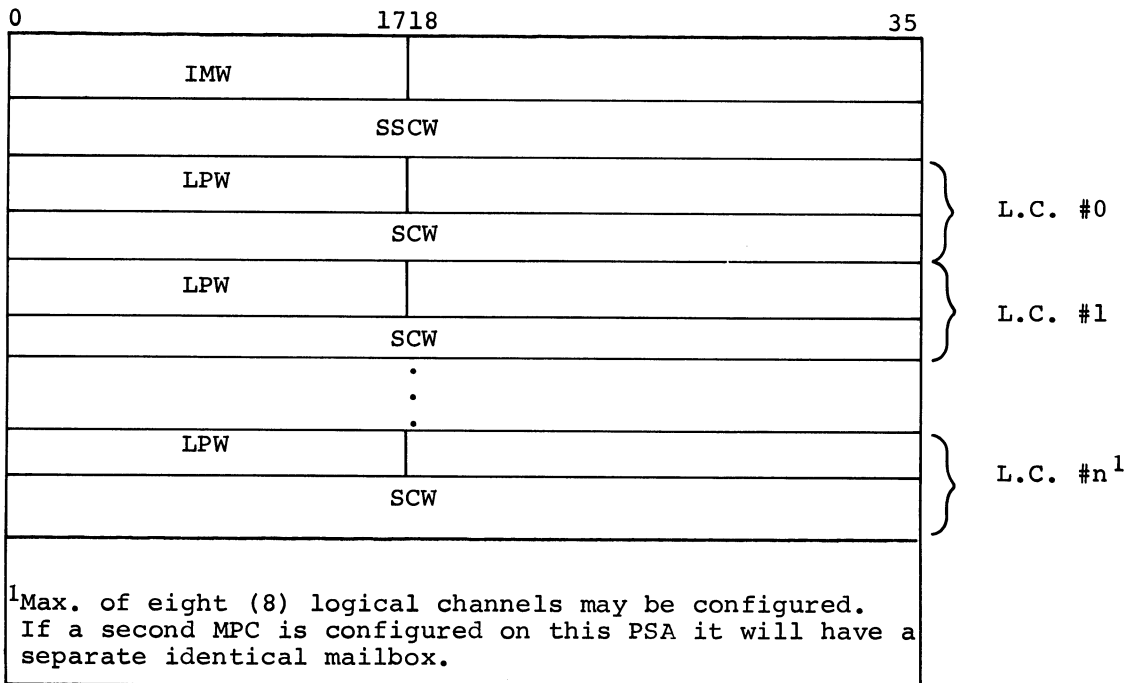 0 1718 35
IMW
SSCW
LPW
SCW
L.C. #0
LPW
SCW
L.C. #1
LPW
SCW
L.C. #n1
1Max. of eight (8) logical channels may be configured.
If a second MPC is configured on this PSA it will have a
separate identical mailbox.